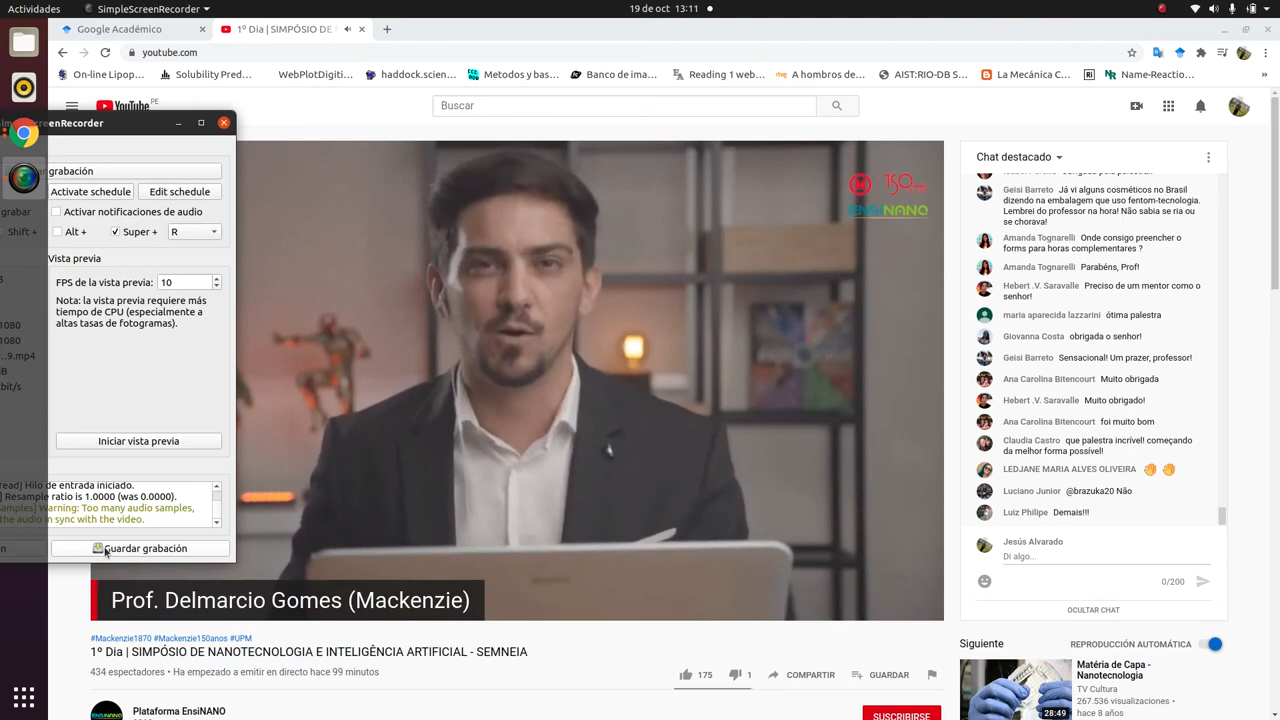 Actividades
SimpleScreenRecorder
19 de oct 13:11
Google Académico
1º Dia | SIMPÓSIO DE
youtube.com
On-line Lipop...
Solubility Pred...
WebPlotDigiti...
haddock.scien...
Metodos y bas...
Banco de ima...
Reading 1 web...
A hombros de...
AIST:RIO-DB S...
La Mecánica C...
Name-Reactio...
»
YouTube PE
Buscar
eenRecorder
grabación
Activate schedule
Edit schedule
grabar
Activar notificaciones de audio
Shift +
Alt +
Super +
R
Vista previa
FPS de la vista previa: 10
Nota: la vista previa requiere más
tiempo de CPU (especialmente a
altas tasas de fotogramas).
1080
1080
...9.mp4
Iniciar vista previa
read] Hilo de entrada iniciado.
] Resample ratio is 1.0000 (was 0.0000).
amples] Warning: Too many audio samples,
the audio in sync with the video.
Guardar grabación
150
ENSINANO
Prof. Delmarcio Gomes (Mackenzie)
#Mackenzie1870 #Mackenzie150anos #UPM
1º Dia | SIMPÓSIO DE NANOTECNOLOGIA E INTELIGÊNCIA ARTIFICIAL - SEMNEIA
434 espectadores • Ha empezado a emitir en directo hace 99 minutos
175
1
COMPARTIR
GUARDAR
ENSINANO
Plataforma EnsiNANO
SUSCRIBIRSE
Chat destacado
Geisi Barreto Já vi alguns cosméticos no Brasil
dizendo na embalagem que uso fentom-tecnologia.
Lembrei do professor na hora! Não sabia se ria ou
se chorava!
Amanda Tognarelli Onde consigo preencher o
forms para horas complementares ?
Amanda Tognarelli Parabéns, Prof!
Hebert .V. Saravalle Preciso de um mentor como o
senhor!
maria aparecida lazzarini ótima palestra
Giovanna Costa obrigada o senhor!
Geisi Barreto Sensacional! Um prazer, professor!
Ana Carolina Bitencourt Muito obrigada
Hebert .V. Saravalle Muito obrigado!
Ana Carolina Bitencourt foi muito bom
Claudia Castro que palestra incrível! começando
da melhor forma possível!
LEDJANE MARIA ALVES OLIVEIRA
Luciano Junior @brazuka20 Não
Luiz Philipe Demais!!!
Jesús Alvarado
Di algo...
0/200
OCULTAR CHAT
Siguiente
REPRODUCCIÓN AUTOMÁTICA
Matéria de Capa -
Nanotecnologia
TV Cultura
267.536 visualizaciones •
hace 8 años
28:49